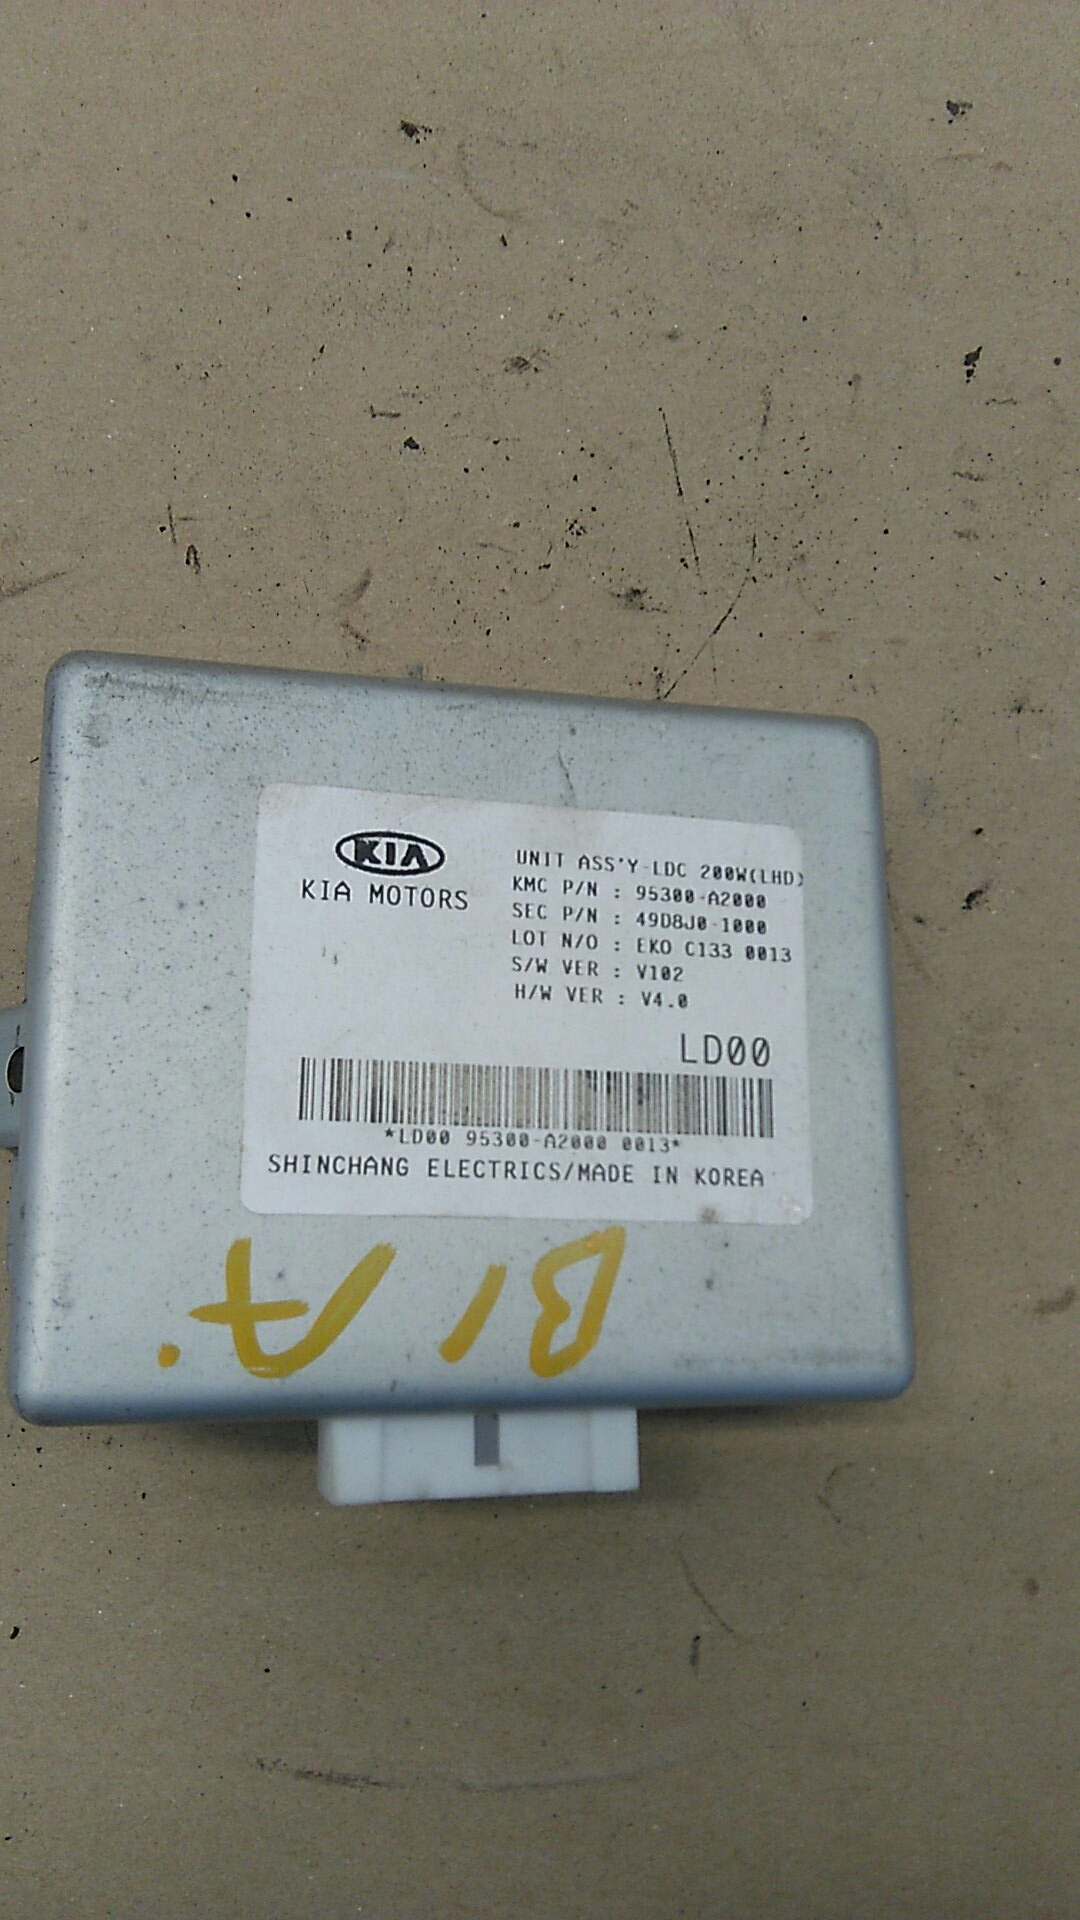 KIA
KIA MOTORS
UNIT ASS'Y-LDC 200W(LHD)
KMC P/N : 95300-A2000
SEC P/N : 49D8J0-1000
LOT N/O : EKO C133 0013
S/W VER : V102
H/W VER : V4.0
LD00
*LD00 95300-A2000 0013*
SHINCHANG ELECTRICS/MADE IN KOREA